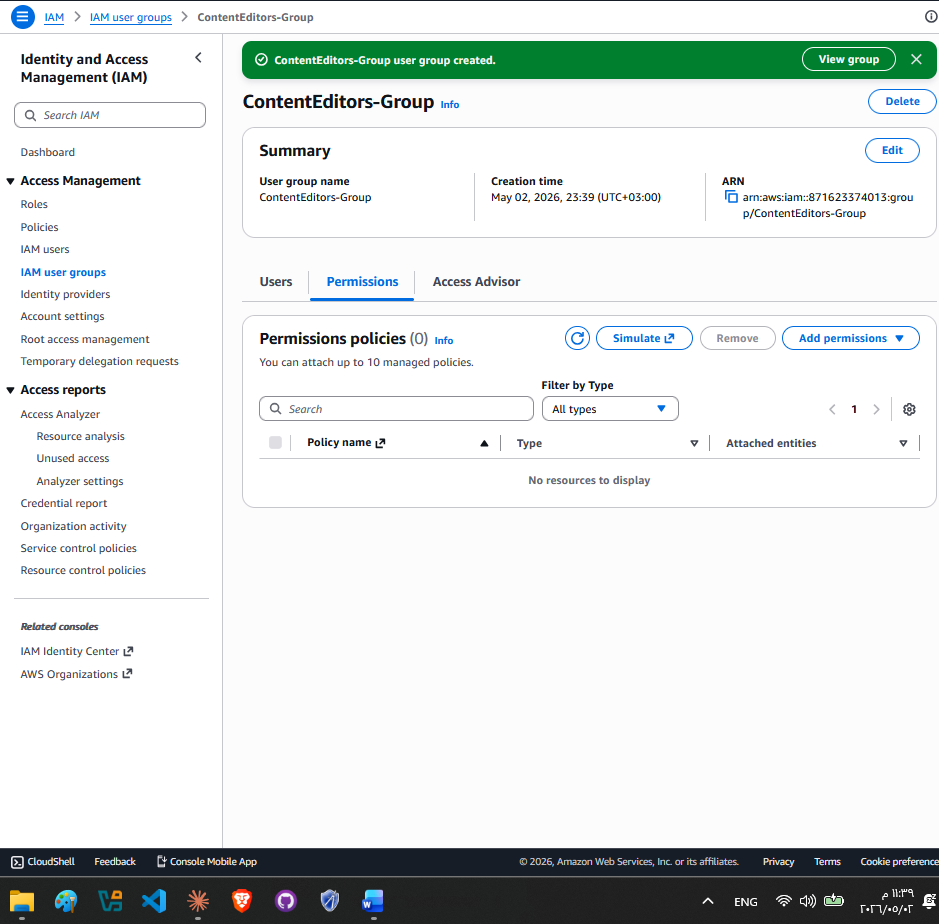 IAM > IAM user groups > ContentEditors-Group
Identity and Access
Management (IAM)
Search IAM
Dashboard
Access Management
Roles
Policies
IAM users
IAM user groups
Identity providers
Account settings
Root access management
Temporary delegation requests
Access reports
Access Analyzer
Resource analysis
Unused access
Analyzer settings
Credential report
Organization activity
Service control policies
Resource control policies
Related consoles
IAM Identity Center
AWS Organizations
ContentEditors-Group user group created.
View group
ContentEditors-Group Info
Delete
Summary
Edit
User group name
ContentEditors-Group
Creation time
May 02, 2026, 23:39 (UTC+03:00)
ARN
arn:aws:iam::871623374013:grou
p/ContentEditors-Group
Users Permissions Access Advisor
Permissions policies (0) Info
Simulate Remove Add permissions
You can attach up to 10 managed policies.
Filter by Type
Search All types 1
Policy name Type Attached entities
No resources to display
CloudShell Feedback Console Mobile App © 2026, Amazon Web Services, Inc. or its affiliates. Privacy Terms Cookie preference
ENG
١١:٣٩ م
٢٠٢٦/٠٥/٠٢